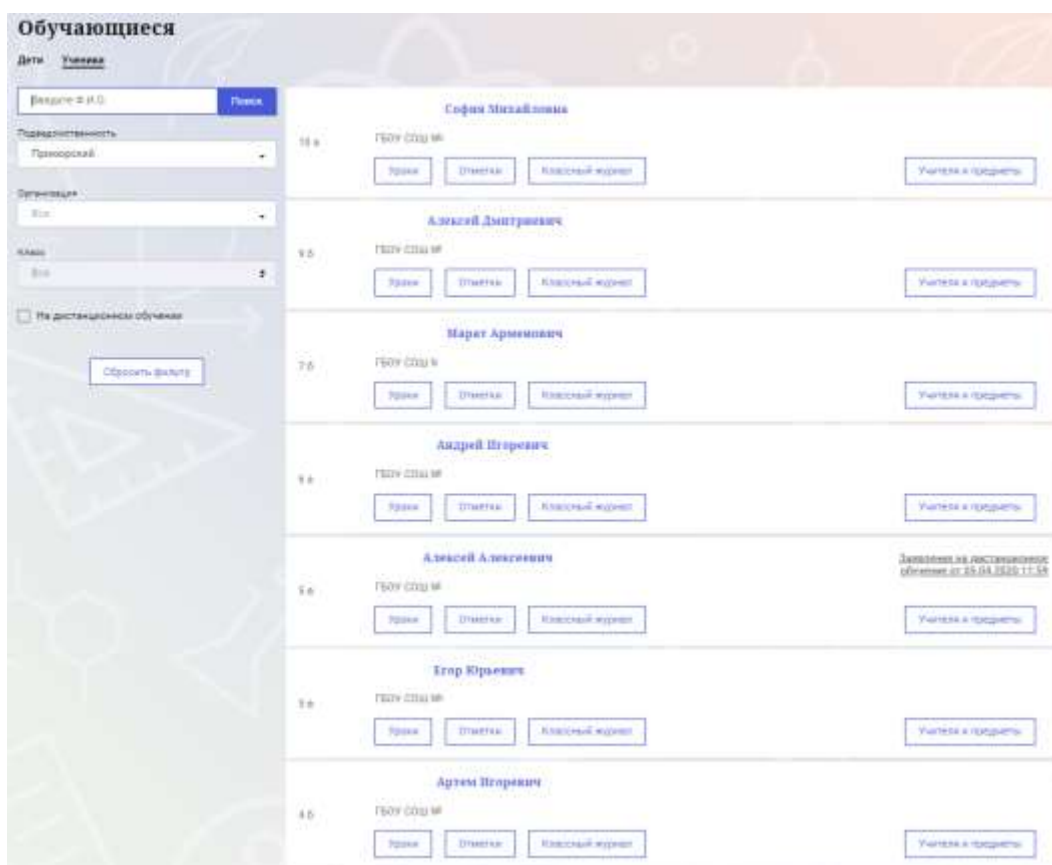 Обучающиеся
Дети Ученики
Введите Ф.И.О. Поиск
Подведомственность
Приморский
Организация
Все
Класс
Все
На дистанционном обучении
Сбросить фильтр
София Михайловна
10 а ГБОУ СОШ №
Уроки Отметки Классный журнал Учителя и предметы
Алексей Дмитриевич
9 б ГБОУ СОШ №
Уроки Отметки Классный журнал Учителя и предметы
Марат Арменович
7 б ГБОУ СОШ №
Уроки Отметки Классный журнал Учителя и предметы
Андрей Игоревич
ГБОУ СОШ №
Уроки Отметки Классный журнал Учителя и предметы
Алексей Алексеевич
Заявление на дистанционное
обучение от 05.04.2020 11:59
ГБОУ СОШ №
Уроки Отметки Классный журнал Учителя и предметы
Егор Юрьевич
ГБОУ СОШ №
Уроки Отметки Классный журнал Учителя и предметы
Артем Игоревич
4 б ГБОУ СОШ №
Уроки Отметки Классный журнал Учителя и предметы